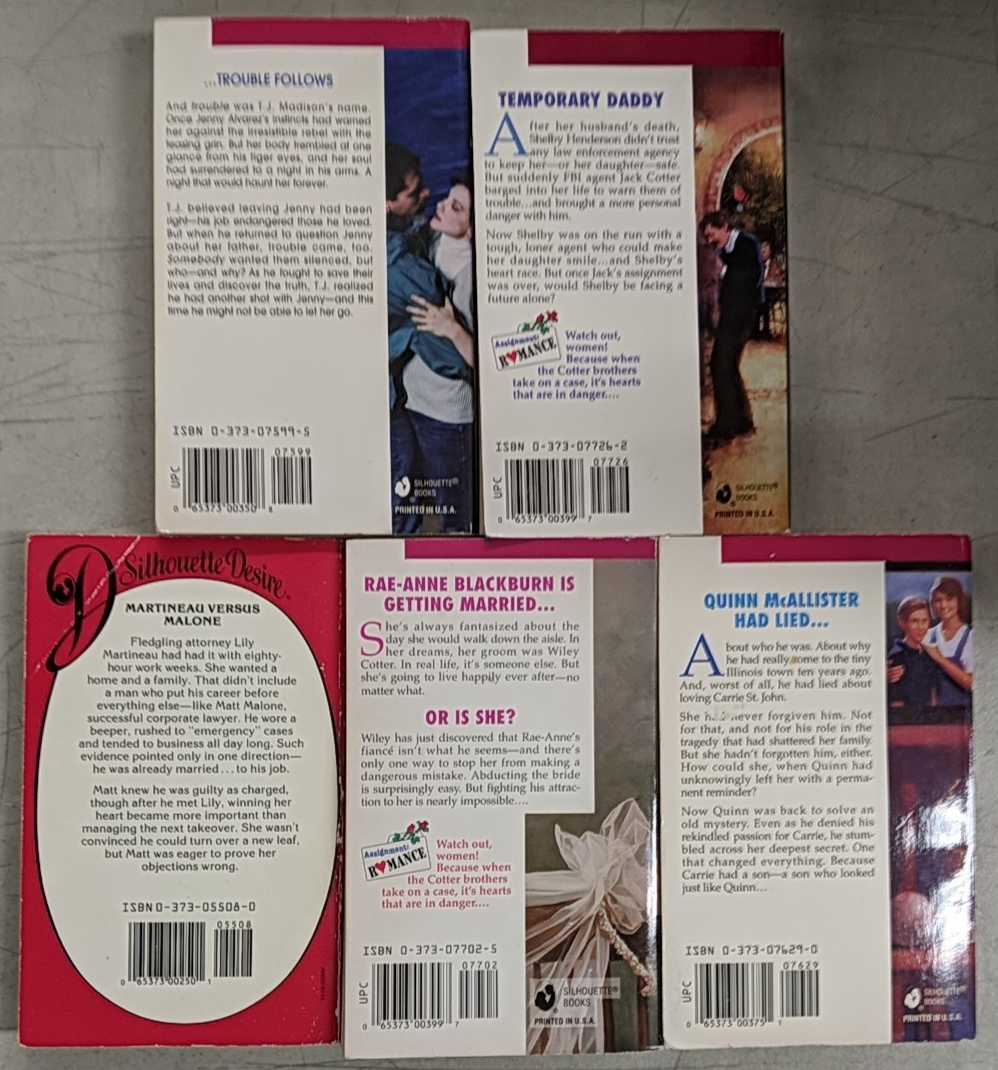 ...TROUBLE FOLLOWS
And trouble was T.J. Madison's name.
Once Jenny Alvarez's instincts had warned
her against the irresistible rebel with the
teasing grin. But her body trembled at one
glance from his tiger eyes, and her soul
had surrendered to a night in his arms. A
night that would haunt her forever.
T.J. believed leaving Jenny had been
right—his job endangered those he loved.
But when he returned to question Jenny
about her father, trouble came, too.
Somebody wanted them silenced, but
who—and why? As he fought to save their
lives and discover the truth, T.J. realized
he had another shot with Jenny—and this
time he might not be able to let her go.
ISBN 0-373-07599-5
07599
UPC
0 65373 00350 8
SILHOUETTE®
BOOKS
PRINTED IN U.S.A.
TEMPORARY DADDY
After her husband's death,
Shelby Henderson didn't trust
any law enforcement agency
to keep her—or her daughter—safe.
But suddenly FBI agent Jack Cotter
barged into her life to warn them of
trouble...and brought a more personal
danger with him.
Now Shelby was on the run with a
tough, loner agent who could make
her daughter smile...and Shelby's
heart race. But once Jack's assignment
was over, would Shelby be facing a
future alone?
Assignment:
ROMANCE
Watch out,
women!
Because when
the Cotter brothers
take on a case, it's hearts
that are in danger....
ISBN 0-373-07726-2
07726
UPC
0 65373 00399 7
SILHOUETTE®
BOOKS
PRINTED IN U.S.A.
D
Silhouette Desire®
MARTINEAU VERSUS
MALONE
Fledgling attorney Lily
Martineau had had it with eighty-
hour work weeks. She wanted a
home and a family. That didn't include
a man who put his career before
everything else—like Matt Malone,
successful corporate lawyer. He wore a
beeper, rushed to "emergency" cases
and tended to business all day long. Such
evidence pointed only in one direction—
he was already married...to his job.
Matt knew he was guilty as charged,
though after he met Lily, winning her
heart became more important than
managing the next takeover. She wasn't
convinced he could turn over a new leaf,
but Matt was eager to prove her
objections wrong.
ISBN 0-373-05508-0
05508
0 65373 00250 1
RAE-ANNE BLACKBURN IS
GETTING MARRIED...
She's always fantasized about the
day she would walk down the aisle. In
her dreams, her groom was Wiley
Cotter. In real life, it's someone else. But
she's going to live happily ever after—no
matter what.
OR IS SHE?
Wiley has just discovered that Rae-Anne's
fiancé isn't what he seems—and there's
only one way to stop her from making a
dangerous mistake. Abducting the bride
is surprisingly easy. But fighting his attrac-
tion to her is nearly impossible....
Assignment:
ROMANCE
Watch out,
women!
Because when
the Cotter brothers
take on a case, it's hearts
that are in danger....
ISBN 0-373-07702-5
07702
UPC
0 65373 00399 7
SILHOUETTE®
BOOKS
PRINTED IN U.S.A.
QUINN McALLISTER
HAD LIED...
About who he was. About why
he had really come to the tiny
Illinois town ten years ago.
And, worst of all, he had lied about
loving Carrie St. John.
She never forgiven him. Not
for that, and not for his role in the
tragedy that had shattered her family.
But she hadn't forgotten him, either.
How could she, when Quinn had
unknowingly left her with a perma-
nent reminder?
Now Quinn was back to solve an
old mystery. Even as he denied his
rekindled passion for Carrie, he stum-
bled across her deepest secret. One
that changed everything. Because
Carrie had a son—a son who looked
just like Quinn...
ISBN 0-373-07629-0
07629
UPC
0 65373 00375 1
SILHOUETTE®
BOOKS
PRINTED IN U.S.A.